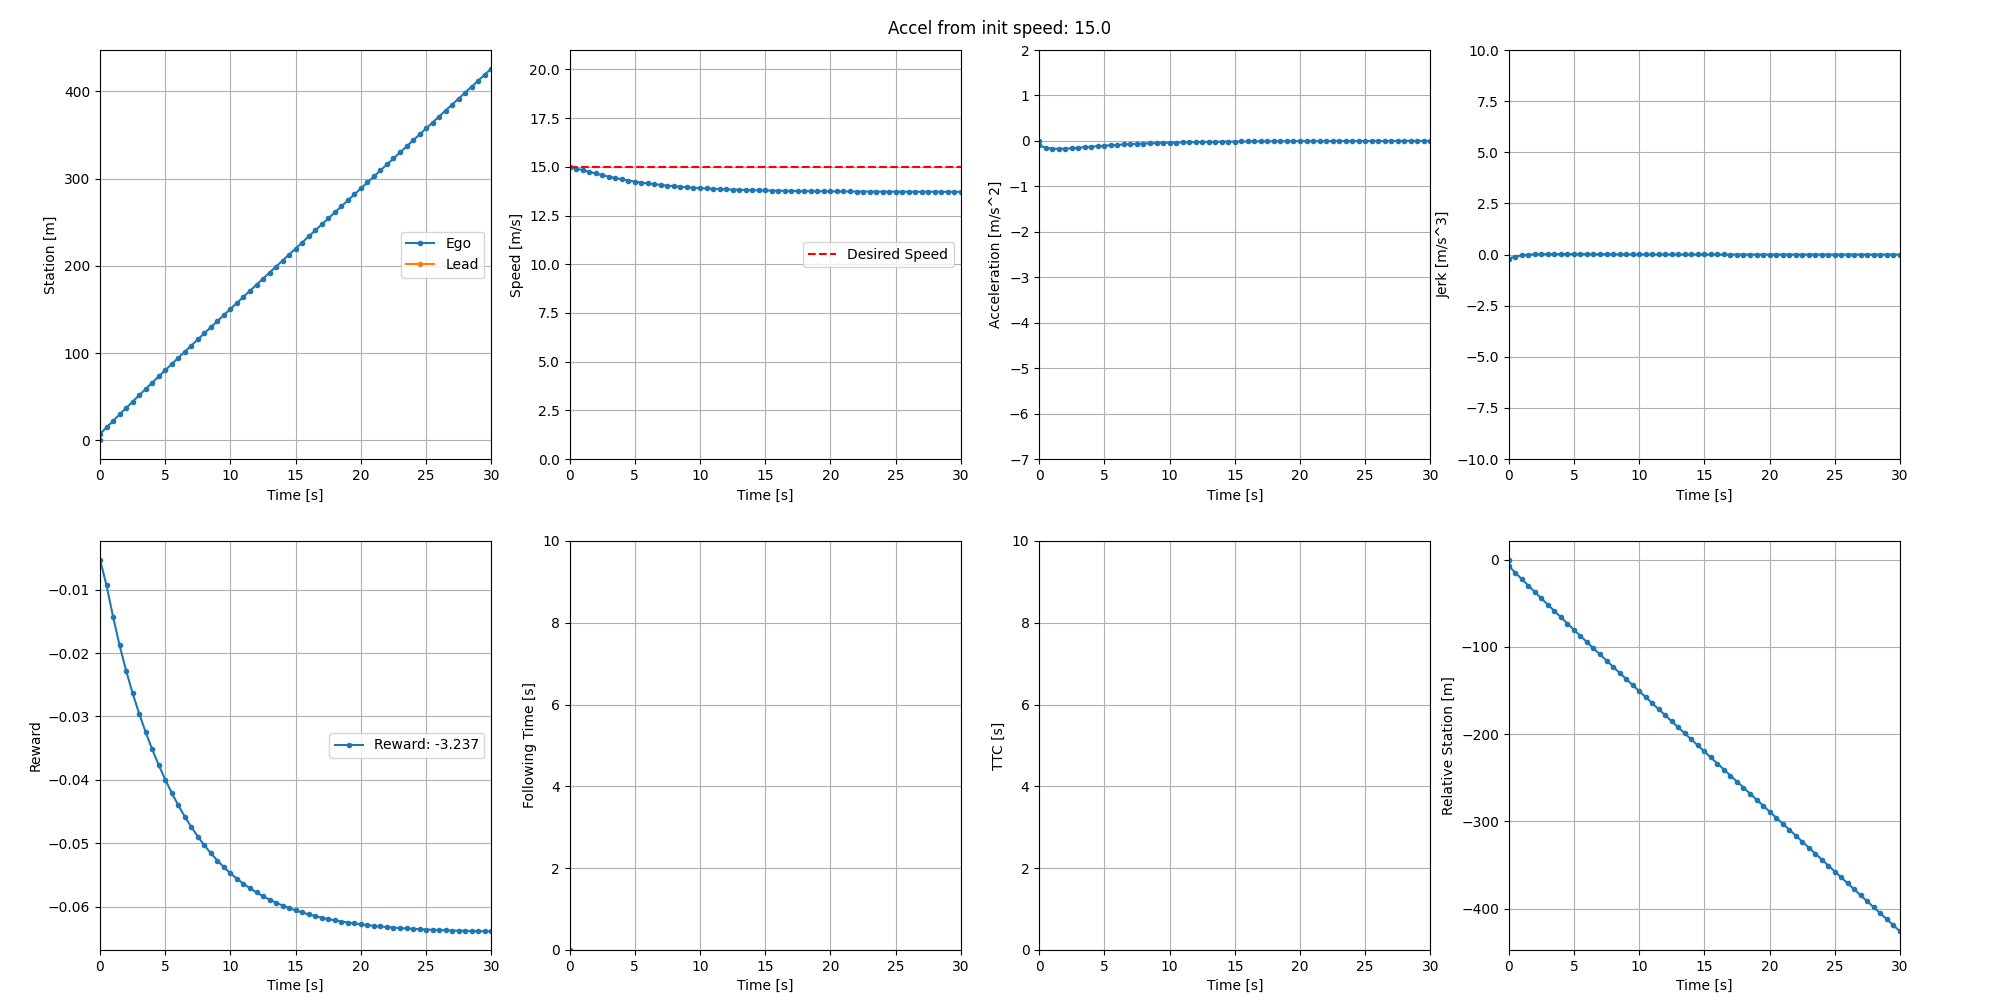 Accel from init speed: 15.0
Station [m]
400
300
200
100
0
Ego
Lead
0 5 10 15 20 25 30
Time [s]
Speed [m/s]
20.0
17.5
15.0
12.5
10.0
7.5
5.0
2.5
0.0
Desired Speed
0 5 10 15 20 25 30
Time [s]
Acceleration [m/s^2]
2
1
0
−1
−2
−3
−4
−5
−6
−7
0 5 10 15 20 25 30
Time [s]
Jerk [m/s^3]
10.0
7.5
5.0
2.5
0.0
−2.5
−5.0
−7.5
−10.0
0 5 10 15 20 25 30
Time [s]
Reward
−0.01
−0.02
−0.03
−0.04
−0.05
−0.06
Reward: -3.237
0 5 10 15 20 25 30
Time [s]
Following Time [s]
10
8
6
4
2
0
0 5 10 15 20 25 30
Time [s]
TTC [s]
10
8
6
4
2
0
0 5 10 15 20 25 30
Time [s]
Relative Station [m]
0
−100
−200
−300
−400
0 5 10 15 20 25 30
Time [s]